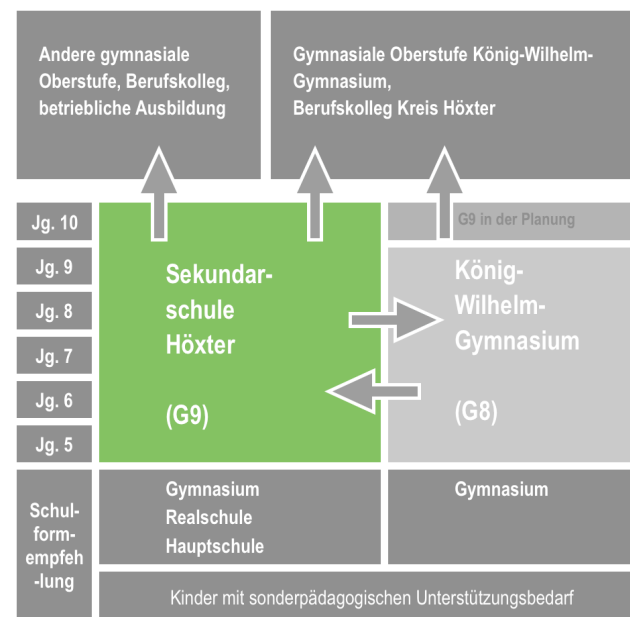 Andere gymnasiale
Oberstufe, Berufskolleg,
betriebliche Ausbildung
Gymnasiale Oberstufe König-Wilhelm-
Gymnasium,
Berufskolleg Kreis Höxter
Jg. 10
G9 in der Planung
Jg. 9
Jg. 8
Jg. 7
Jg. 6
Jg. 5
Sekundar-
schule
Höxter
(G9)
König-
Wilhelm-
Gymnasium
(G8)
Schul-
form-
empfeh
-lung
Gymnasium
Realschule
Hauptschule
Gymnasium
Kinder mit sonderpädagogischen Unterstützungsbedarf